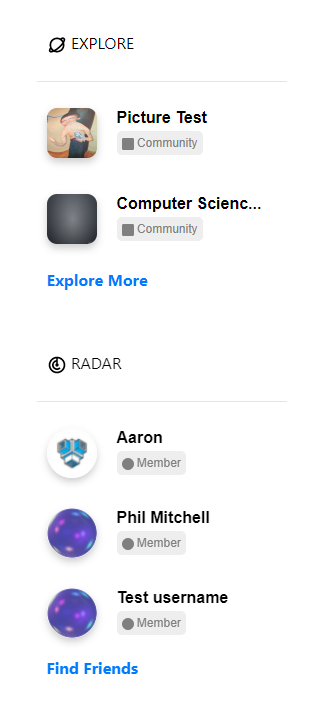 EXPLORE
Picture Test
Community
Computer Scienc...
Community
Explore More
RADAR
Aaron
Member
Phil Mitchell
Member
Test username
Member
Find Friends